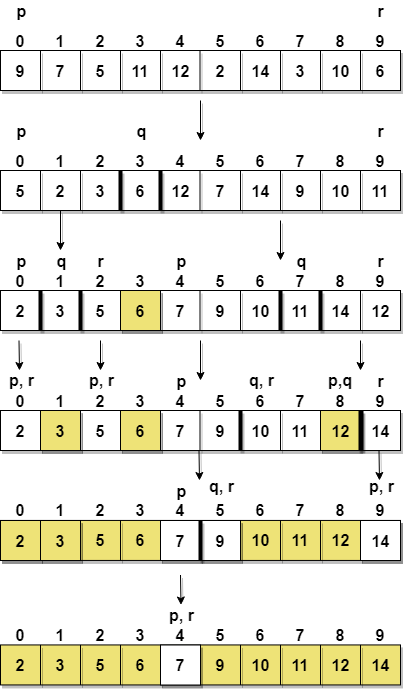 p r
0 1 2 3 4 5 6 7 8 9
9 7 5 11 12 2 14 3 10 6
p q r
0 1 2 3 4 5 6 7 8 9
5 2 3 6 12 7 14 9 10 11
p q r p q r
0 1 2 3 4 5 6 7 8 9
2 3 5 6 7 9 10 11 14 12
p, r p, r p q, r p,q r
0 1 2 3 4 5 6 7 8 9
2 3 5 6 7 9 10 11 12 14
p q, r p, r
0 1 2 3 4 5 6 7 8 9
2 3 5 6 7 9 10 11 12 14
p, r
0 1 2 3 4 5 6 7 8 9
2 3 5 6 7 9 10 11 12 14